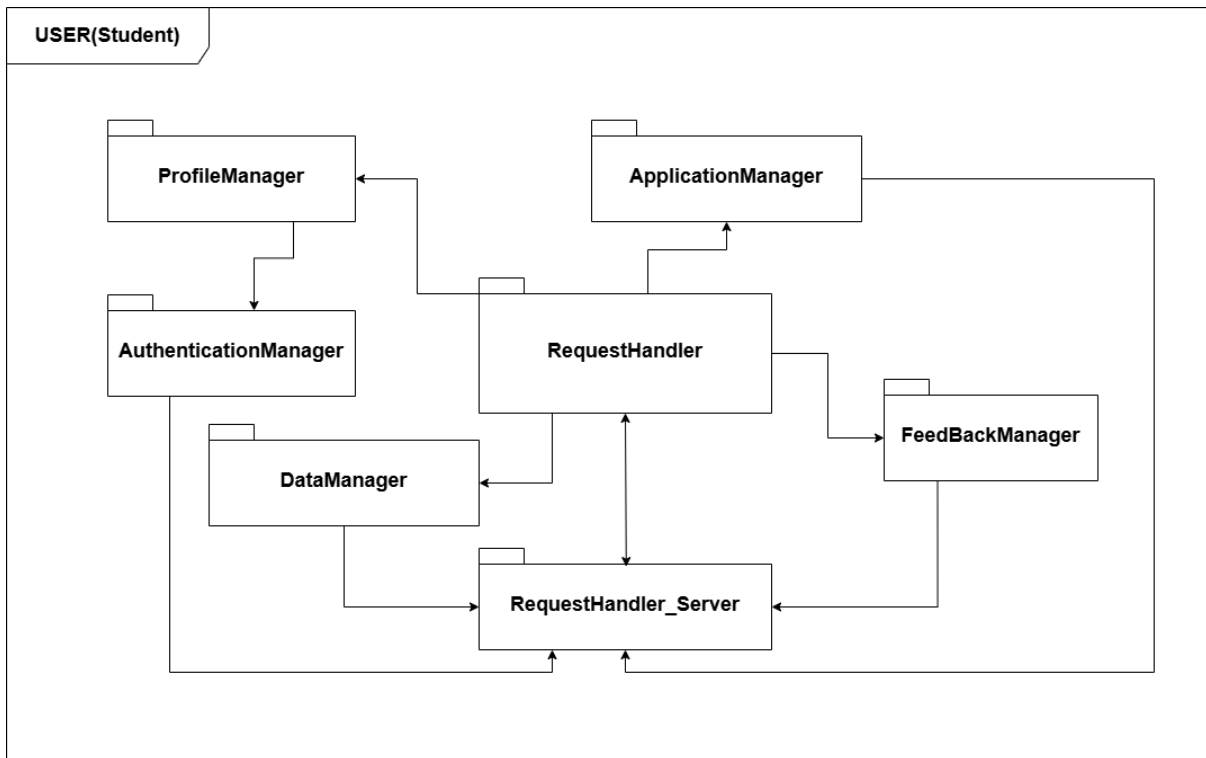 USER(Student)
ProfileManager
ApplicationManager
AuthenticationManager
RequestHandler
FeedBackManager
DataManager
RequestHandler_Server